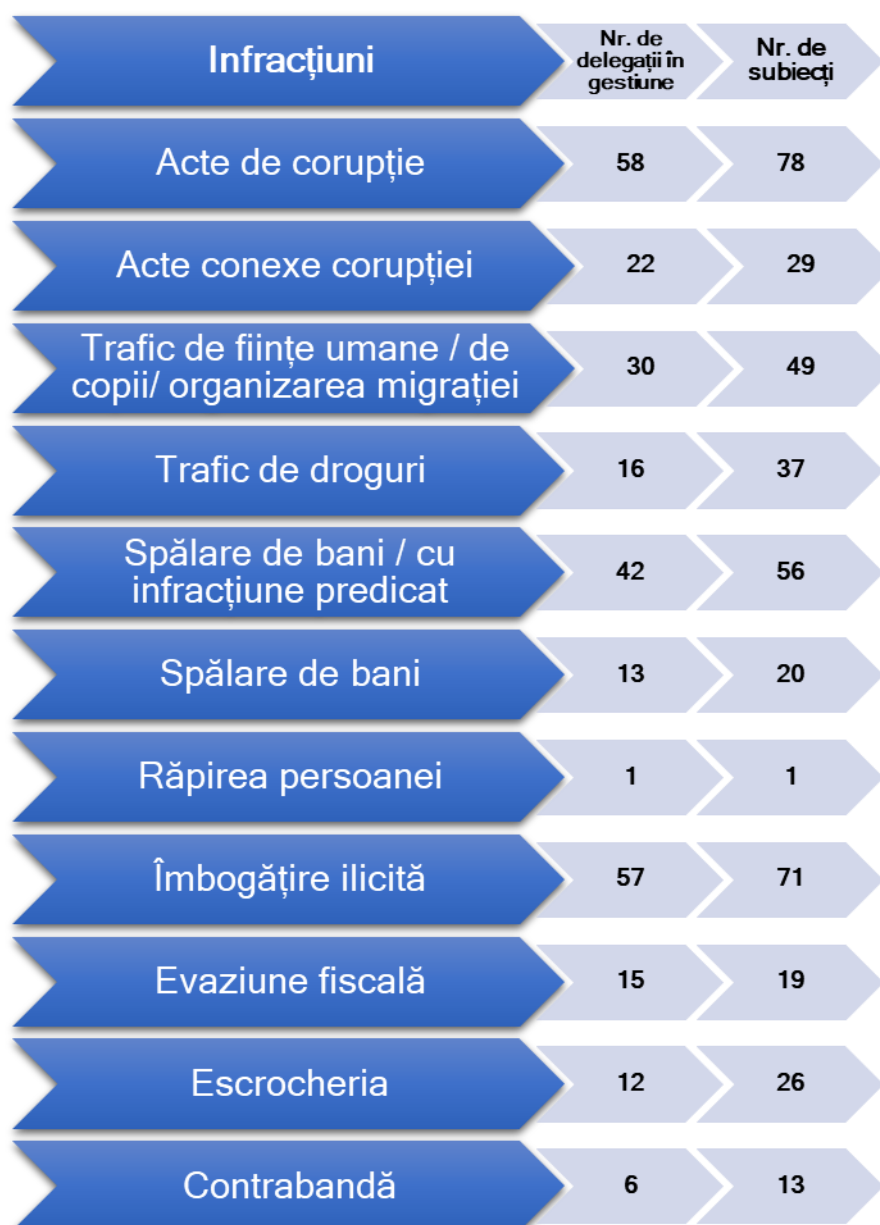 Infracțiuni
Nr. de
delegații în
gestiune
Nr. de
subiecți
Acte de corupție
58
78
Acte conexe corupției
22
29
Trafic de ființe umane / de
copii/ organizarea migrației
30
49
Trafic de droguri
16
37
Spălare de bani / cu
infracțiune predicat
42
56
Spălare de bani
13
20
Răpirea persoanei
1
1
Îmbogățire ilicită
57
71
Evaziune fiscală
15
19
Escrocheria
12
26
Contrabandă
6
13